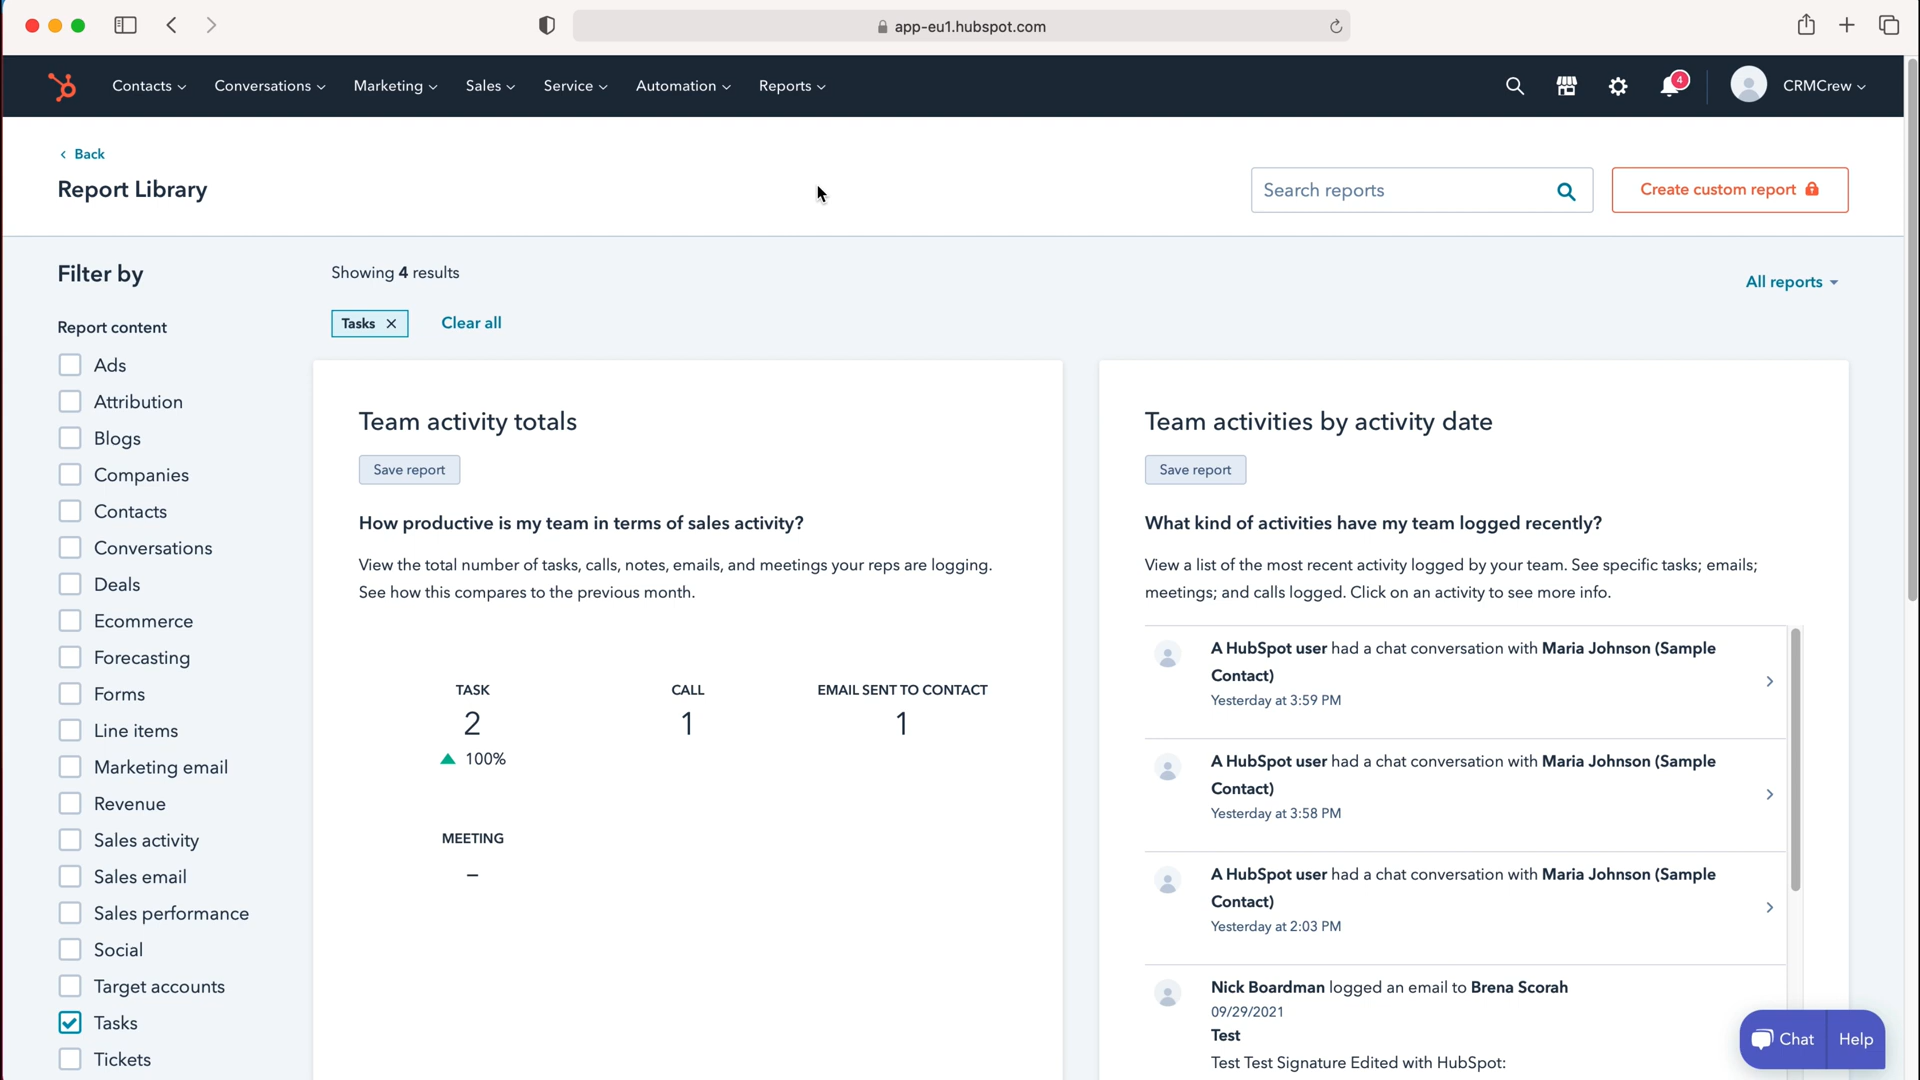 app-eu1.hubspot.com
Contacts
Conversations
Marketing
Sales
Service
Automation
Reports
4
CRMCrew
Back
Report Library
Search reports
Create custom report
Filter by
Report content
Ads
Attribution
Blogs
Companies
Contacts
Conversations
Deals
Ecommerce
Forecasting
Forms
Line items
Marketing email
Revenue
Sales activity
Sales email
Sales performance
Social
Target accounts
Tasks
Tickets
Showing 4 results
All reports
Tasks
Clear all
Team activity totals
Save report
How productive is my team in terms of sales activity?
View the total number of tasks, calls, notes, emails, and meetings your reps are logging.
See how this compares to the previous month.
TASK
2
100%
CALL
1
EMAIL SENT TO CONTACT
1
MEETING
–
Team activities by activity date
Save report
What kind of activities have my team logged recently?
View a list of the most recent activity logged by your team. See specific tasks; emails;
meetings; and calls logged. Click on an activity to see more info.
A HubSpot user had a chat conversation with Maria Johnson (Sample
Contact)
Yesterday at 3:59 PM
A HubSpot user had a chat conversation with Maria Johnson (Sample
Contact)
Yesterday at 3:58 PM
A HubSpot user had a chat conversation with Maria Johnson (Sample
Contact)
Yesterday at 2:03 PM
Nick Boardman logged an email to Brena Scorah
09/29/2021
Test
Test Test Signature Edited with HubSpot:
Chat
Help